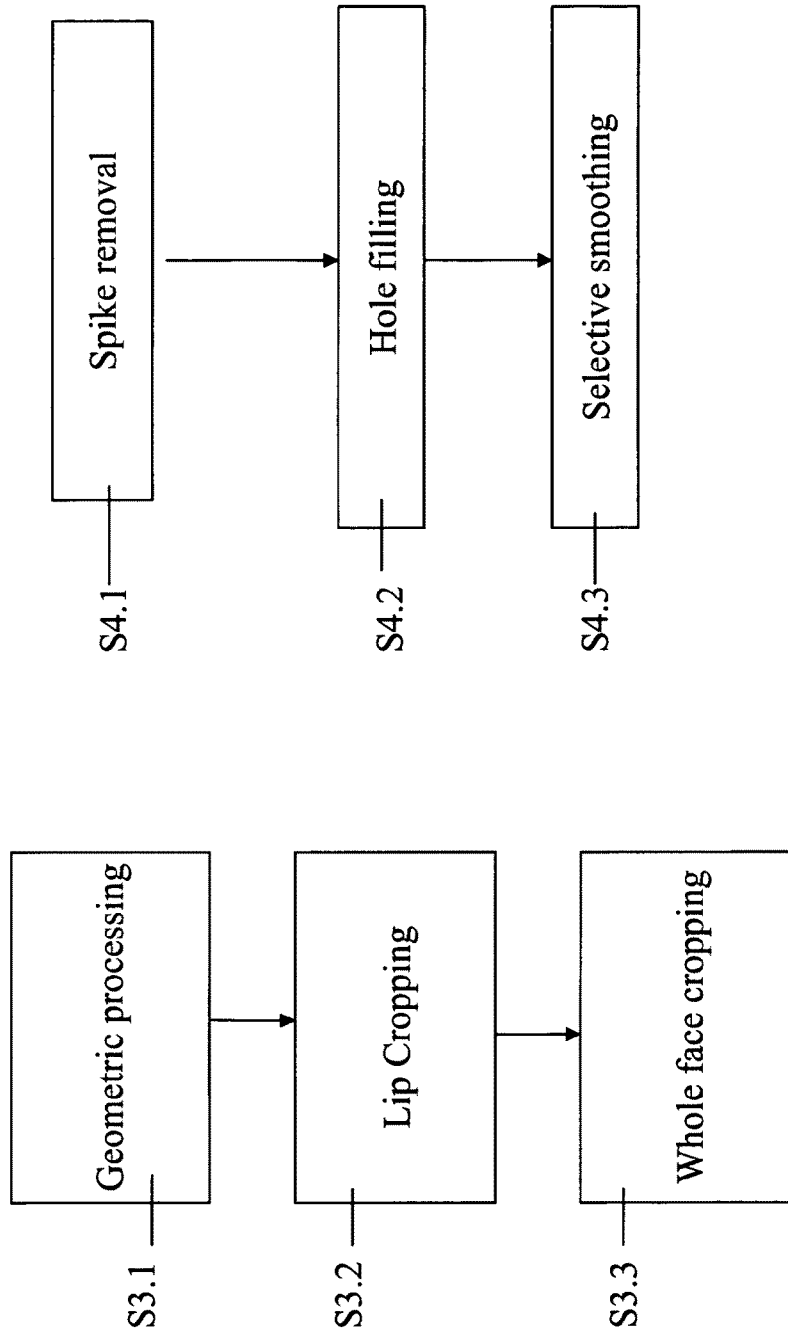 S3.1
Geometric processing
S3.2
Lip Cropping
S3.3
Whole face cropping
S4.1
Spike removal
S4.2
Hole filling
S4.3
Selective smoothing